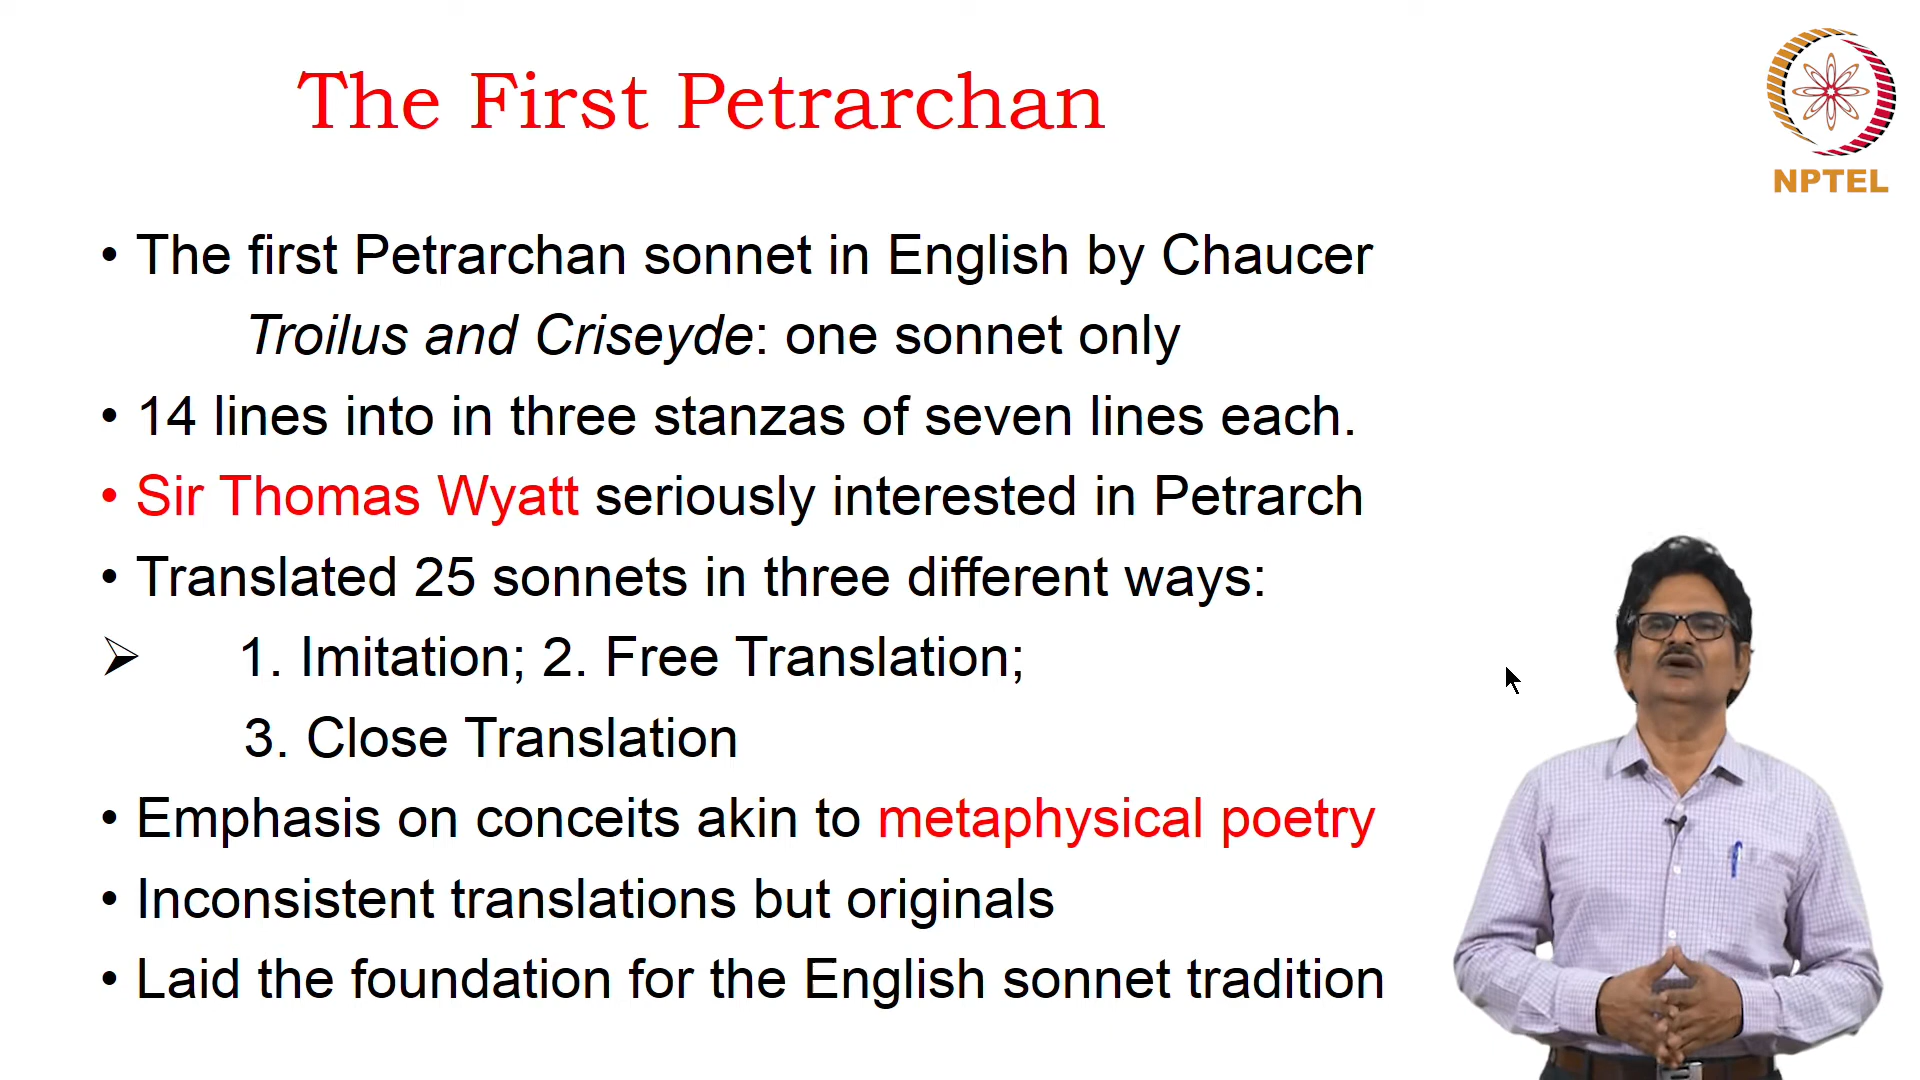 The First Petrarchan
NPTEL
• The first Petrarchan sonnet in English by Chaucer
Troilus and Criseyde: one sonnet only
• 14 lines into in three stanzas of seven lines each.
• Sir Thomas Wyatt seriously interested in Petrarch
• Translated 25 sonnets in three different ways:
➢ 1. Imitation; 2. Free Translation;
3. Close Translation
• Emphasis on conceits akin to metaphysical poetry
• Inconsistent translations but originals
• Laid the foundation for the English sonnet tradition